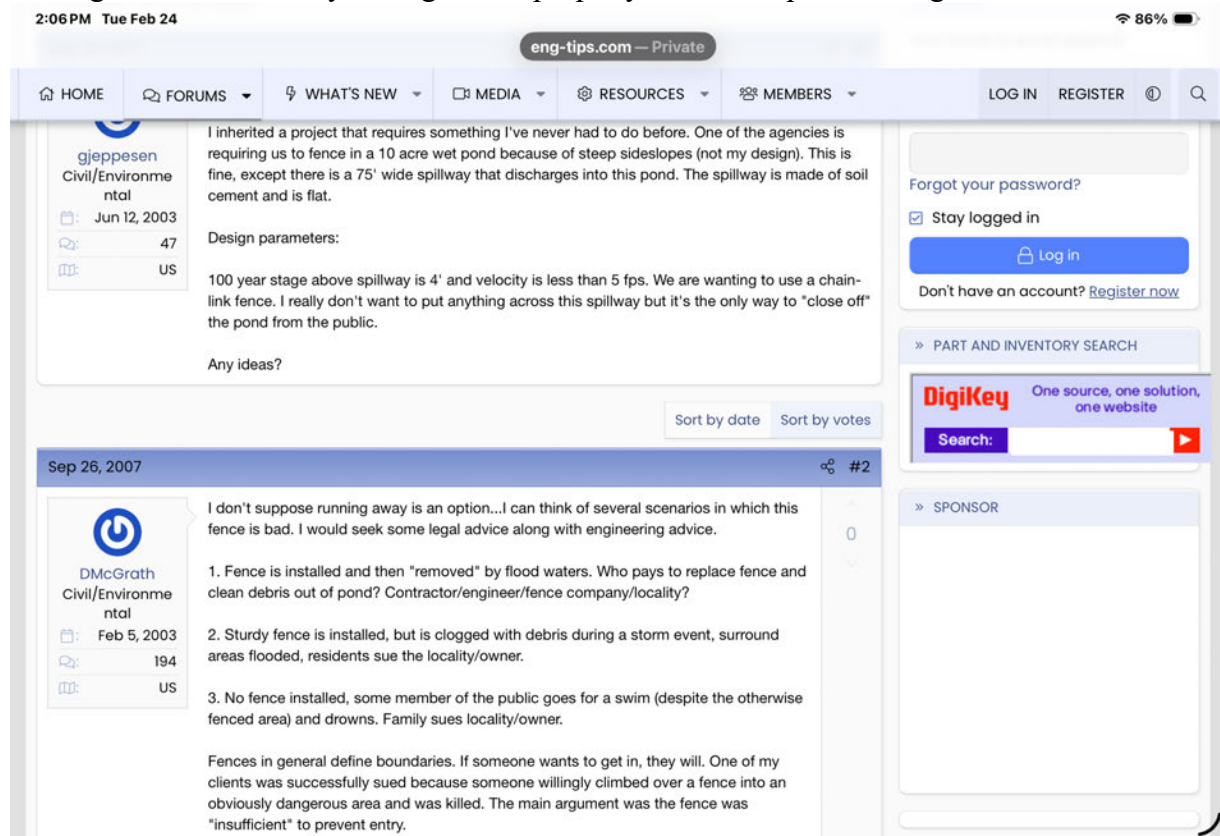 2:06 PM Tue Feb 24
86%
eng-tips.com — Private
HOME
FORUMS
WHAT'S NEW
MEDIA
RESOURCES
MEMBERS
LOG IN
REGISTER
gjeppesen
Civil/Environme
ntal
Jun 12, 2003
47
US
I inherited a project that requires something I've never had to do before. One of the agencies is
requiring us to fence in a 10 acre wet pond because of steep sideslopes (not my design). This is
fine, except there is a 75' wide spillway that discharges into this pond. The spillway is made of soil
cement and is flat.
Design parameters:
100 year stage above spillway is 4' and velocity is less than 5 fps. We are wanting to use a chain-
link fence. I really don't want to put anything across this spillway but it's the only way to "close off"
the pond from the public.
Any ideas?
Forgot your password?
Stay logged in
Log in
Don't have an account? Register now
» PART AND INVENTORY SEARCH
DigiKey
One source, one solution,
one website
Search:
» SPONSOR
Sort by date
Sort by votes
Sep 26, 2007
#2
DMcGrath
Civil/Environme
ntal
Feb 5, 2003
194
US
I don't suppose running away is an option...I can think of several scenarios in which this
fence is bad. I would seek some legal advice along with engineering advice.
1. Fence is installed and then "removed" by flood waters. Who pays to replace fence and
clean debris out of pond? Contractor/engineer/fence company/locality?
2. Sturdy fence is installed, but is clogged with debris during a storm event, surround
areas flooded, residents sue the locality/owner.
3. No fence installed, some member of the public goes for a swim (despite the otherwise
fenced area) and drowns. Family sues locality/owner.
Fences in general define boundaries. If someone wants to get in, they will. One of my
clients was successfully sued because someone willingly climbed over a fence into an
obviously dangerous area and was killed. The main argument was the fence was
"insufficient" to prevent entry.
0